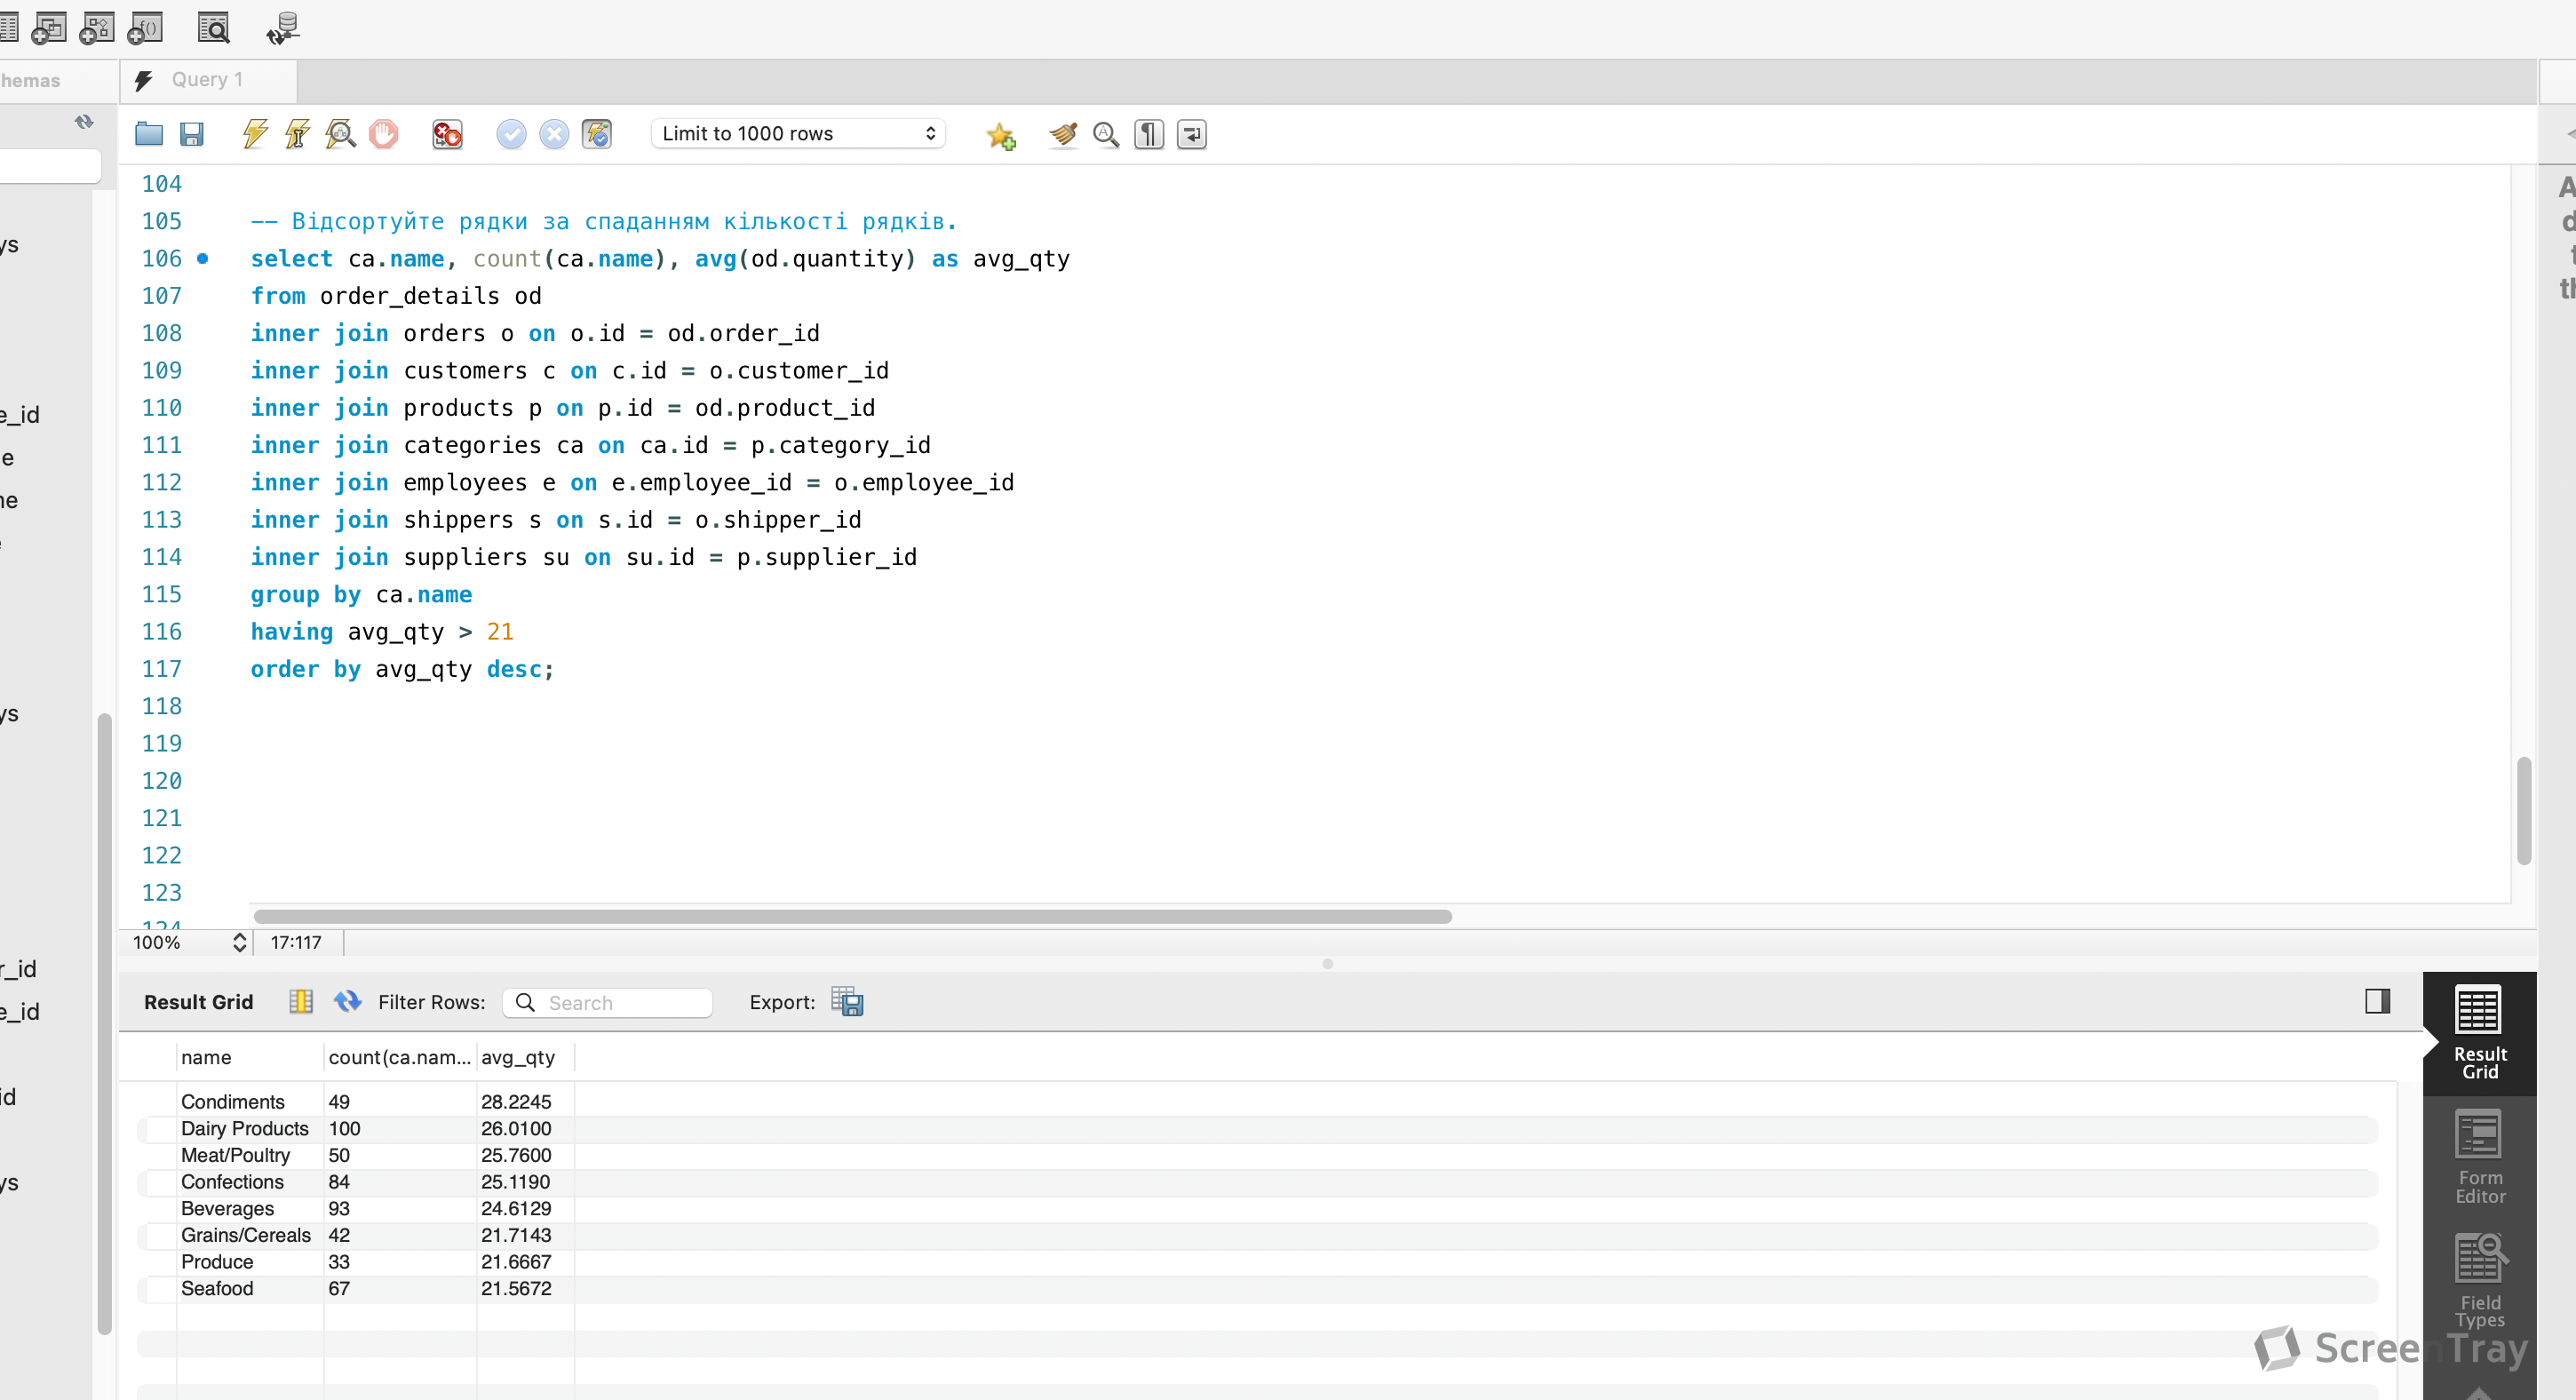 hemas
Query 1
Limit to 1000 rows
104
105 -- Відсортуйте рядки за спаданням кількості рядків.
106 select ca.name, count(ca.name), avg(od.quantity) as avg_qty
107 from order_details od
108 inner join orders o on o.id = od.order_id
109 inner join customers c on c.id = o.customer_id
110 inner join products p on p.id = od.product_id
111 inner join categories ca on ca.id = p.category_id
112 inner join employees e on e.employee_id = o.employee_id
113 inner join shippers s on s.id = o.shipper_id
114 inner join suppliers su on su.id = p.supplier_id
115 group by ca.name
116 having avg_qty > 21
117 order by avg_qty desc;
118
119
120
121
122
123
124
ys
e_id
e
ne
ys
r_id
e_id
id
ys
100% 17:117
Result Grid Filter Rows: Search Export:
name count(ca.nam... avg_qty
Condiments 49 28.2245
Dairy Products 100 26.0100
Meat/Poultry 50 25.7600
Confections 84 25.1190
Beverages 93 24.6129
Grains/Cereals 42 21.7143
Produce 33 21.6667
Seafood 67 21.5672
Result
Grid
Form
Editor
Field
Types
ScreenTray